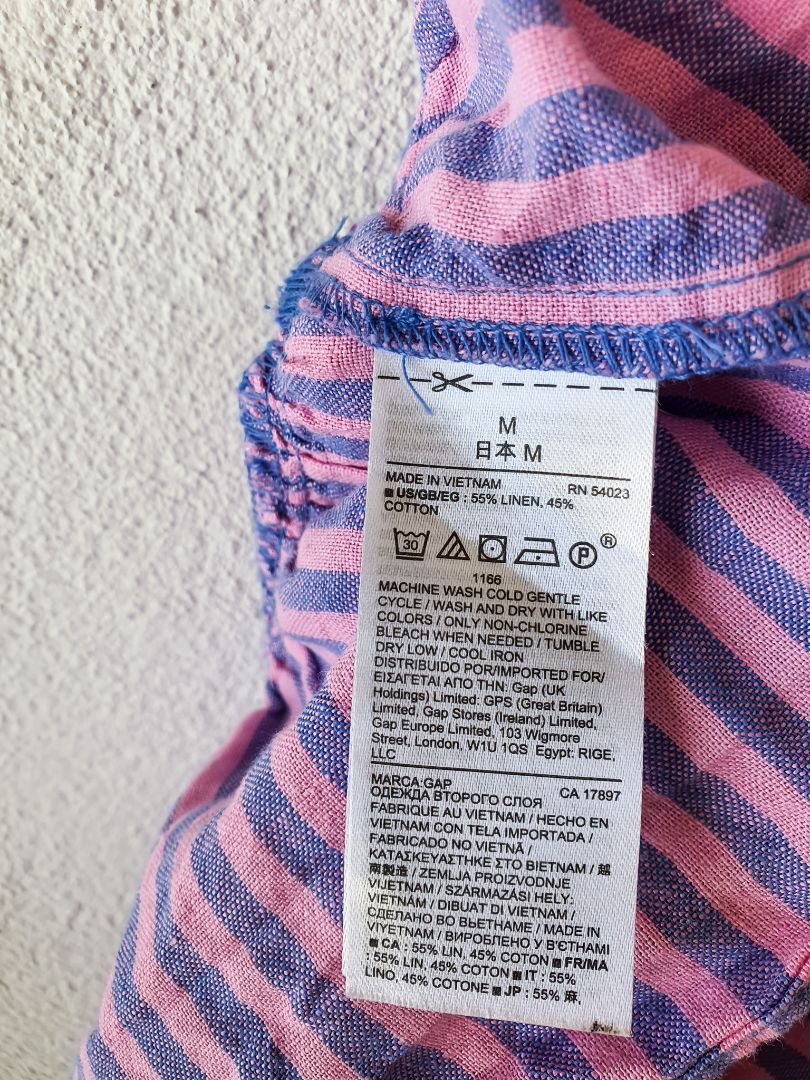 M
日本 M
MADE IN VIETNAM RN 54023
■ US/GB/EG : 55% LINEN, 45%
COTTON
30 P ®
1166
MACHINE WASH COLD GENTLE
CYCLE / WASH AND DRY WITH LIKE
COLORS / ONLY NON-CHLORINE
BLEACH WHEN NEEDED / TUMBLE
DRY LOW / COOL IRON
DISTRIBUIDO POR/IMPORTED FOR/
ΕΙΣΑΓΕΤΑΙ ΑΠΟ ΤΗΝ: Gap (UK
Holdings) Limited: GPS (Great Britain)
Limited, Gap Stores (Ireland) Limited,
Gap Europe Limited, 103 Wigmore
Street, London, W1U 1QS Egypt: RIGE,
LLC
MARCA:GAP CA 17897
ОДЕЖДА ВТОРОГО СЛОЯ
FABRIQUE AU VIETNAM / HECHO EN
VIETNAM CON TELA IMPORTADA /
FABRICADO NO VIETNÃ /
ΚΑΤΑΣΚΕΥΑΣΤΗΚΕ ΣΤΟ ΒΙΕΤΝΑΜ / 越
南製造 / ZEMLJA PROIZVODNJE
VIJETNAM / SZÁRMAZÁSI HELY:
VIETNAM / DIBUAT DI VIETNAM /
СДЕЛАНО ВО ВЬЕТНАМЕ / MADE IN
VIYETNAM / ВИРОБЛЕНО У В'ЄТНАМІ
■ CA : 55% LIN, 45% COTON ■ FR/MA
: 55% LIN, 45% COTON ■ IT : 55%
LINO, 45% COTONE ■ JP : 55% 麻,